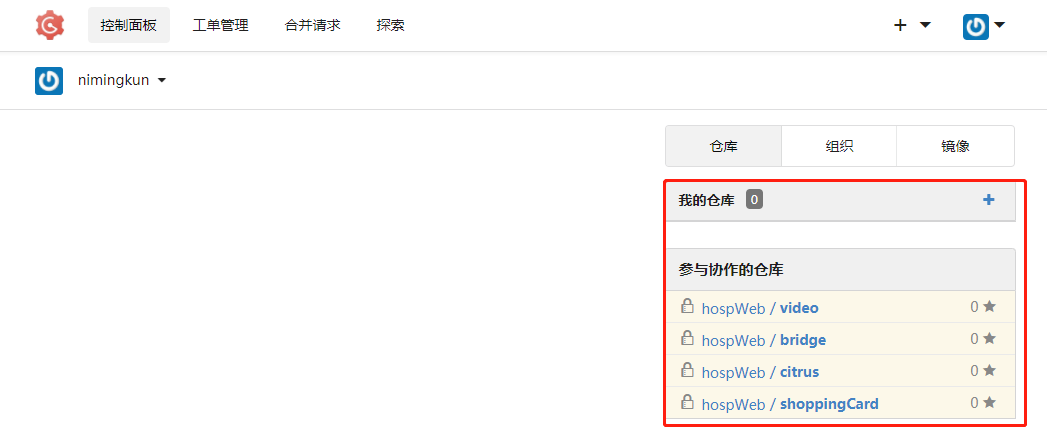 控制面板 工单管理 合并请求 探索
nimingkun
仓库 组织 镜像
我的仓库 0
参与协作的仓库
hospWeb / video 0
hospWeb / bridge 0
hospWeb / citrus 0
hospWeb / shoppingCard 0